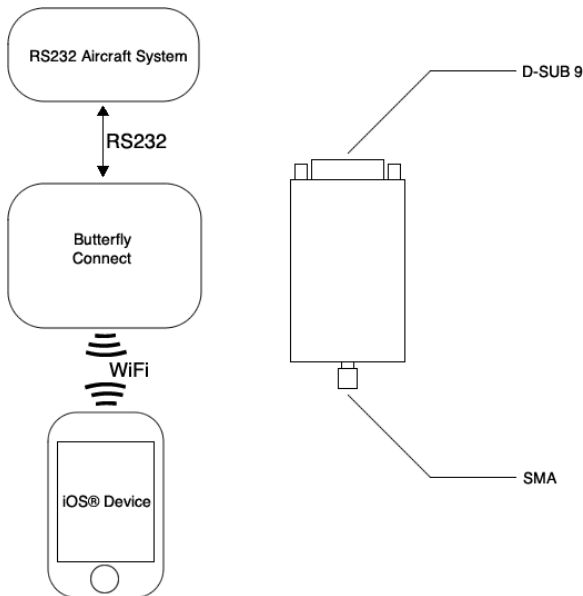 RS232 Aircraft System
D-SUB 9
RS232
Butterfly
Connect
WiFi
iOS® Device
SMA